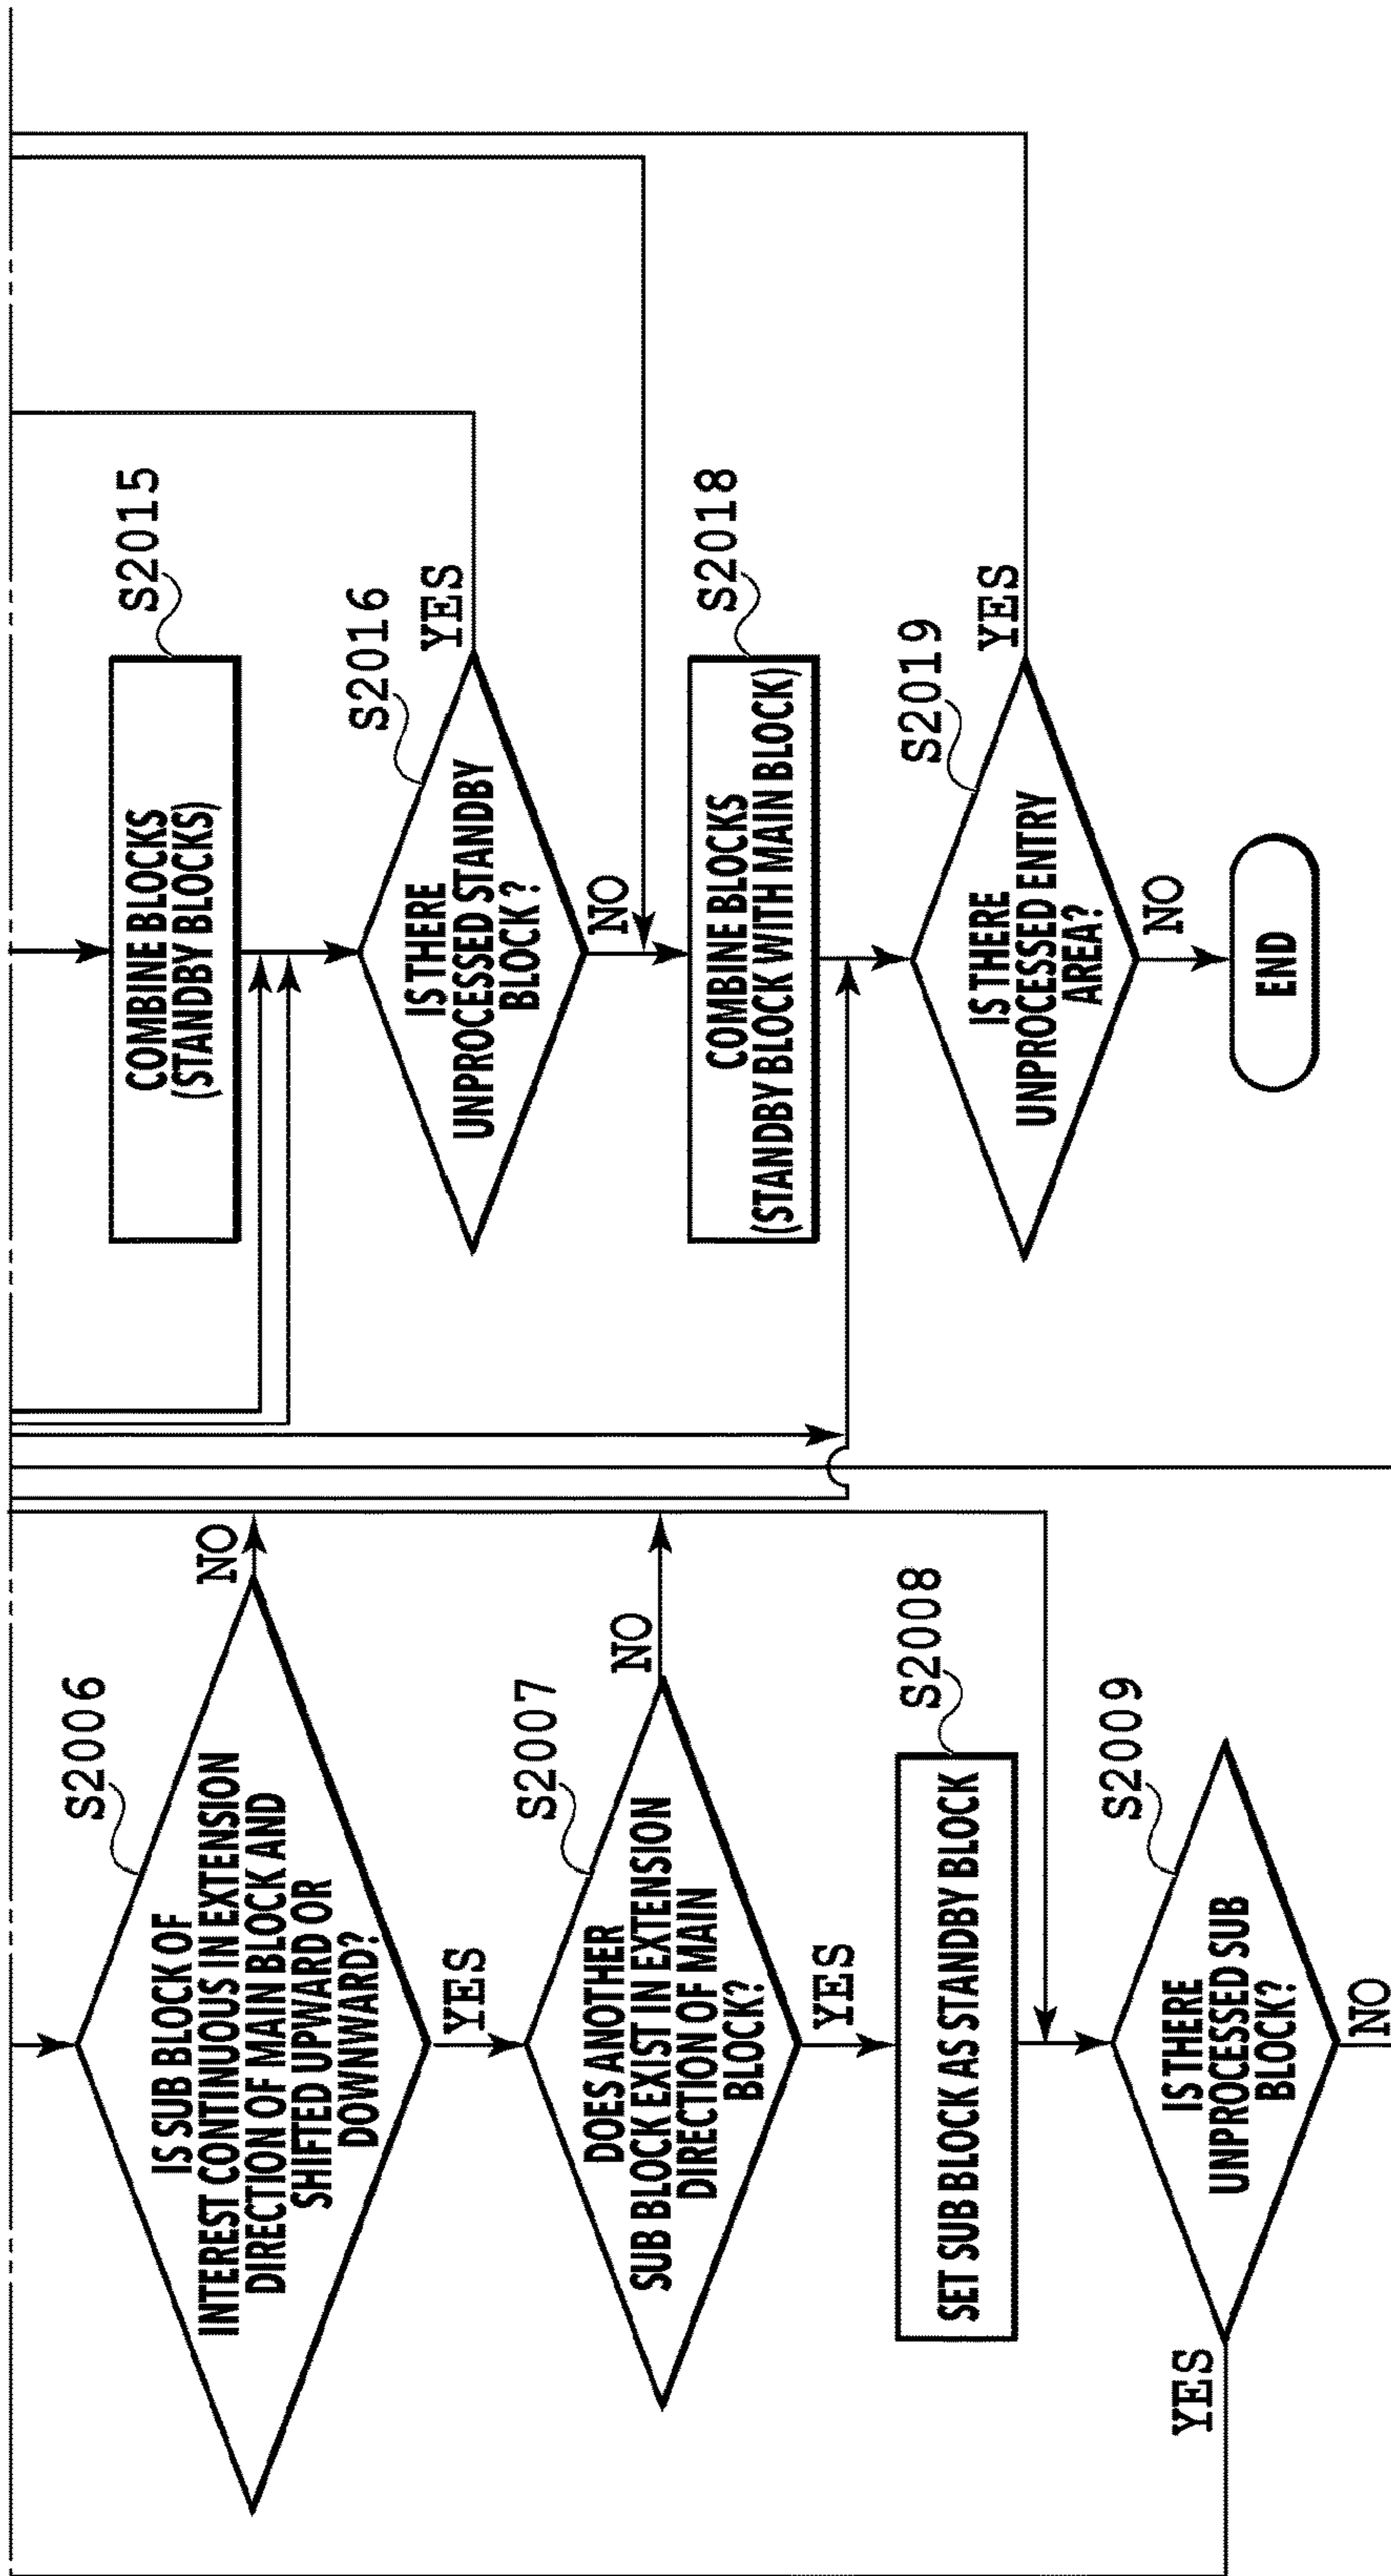 S2006
IS SUB BLOCK OF
INTEREST CONTINUOUS IN EXTENSION
DIRECTION OF MAIN BLOCK AND
SHIFTED UPWARD OR
DOWNWARD?
NO
YES
S2007
DOES ANOTHER
SUB BLOCK EXIST IN EXTENSION
DIRECTION OF MAIN
BLOCK?
NO
YES
S2008
SET SUB BLOCK AS STANDBY BLOCK
S2009
IS THERE
UNPROCESSED SUB
BLOCK?
YES
NO
S2015
COMBINE BLOCKS
(STANDBY BLOCKS)
S2016
IS THERE
UNPROCESSED STANDBY
BLOCK ?
YES
NO
S2018
COMBINE BLOCKS
(STANDBY BLOCK WITH MAIN BLOCK)
S2019
IS THERE
UNPROCESSED ENTRY
AREA?
YES
NO
END